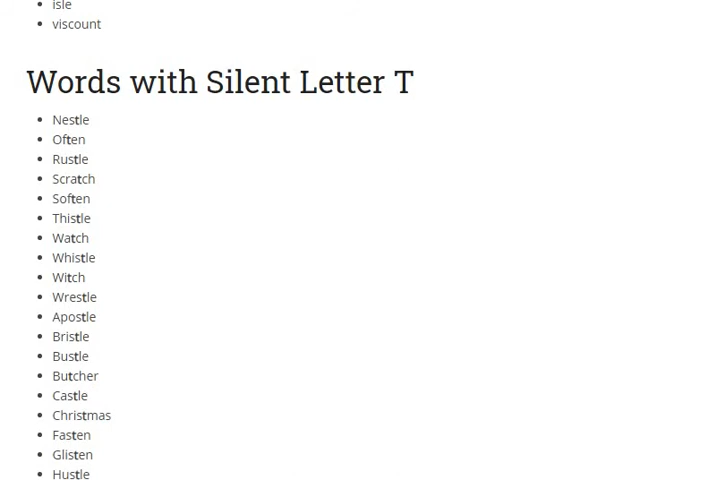 isle
viscount
Words with Silent Letter T
Nestle
Often
Rustle
Scratch
Soften
Thistle
Watch
Whistle
Witch
Wrestle
Apostle
Bristle
Bustle
Butcher
Castle
Christmas
Fasten
Glisten
Hustle